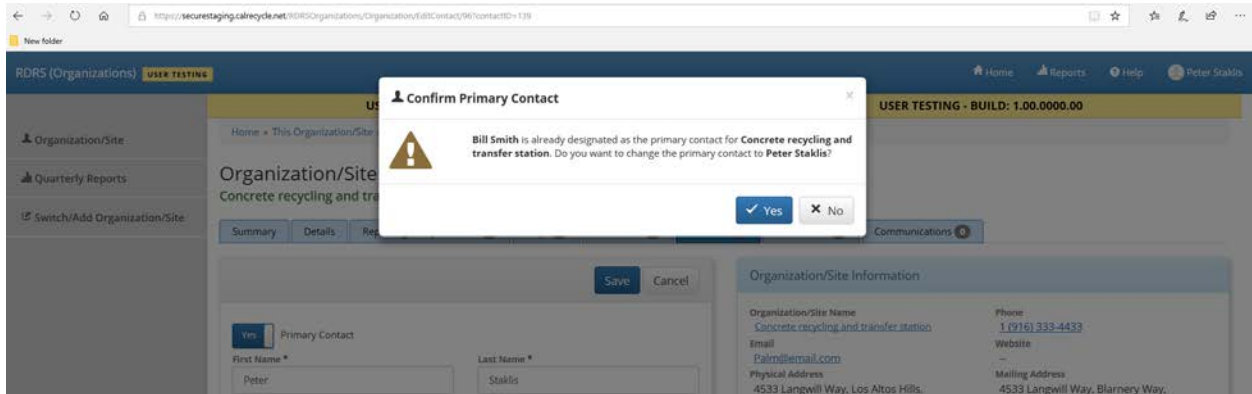 https://securestaging.calrecycle.net/RDRSOrganizations/Organization/EditContact/96?contactID=139
New folder
RDRS (Organizations) USER TESTING
Home Reports Help Peter Staklis
US
USER TESTING - BUILD: 1.00.0000.00
Confirm Primary Contact
×
Bill Smith is already designated as the primary contact for Concrete recycling and
transfer station. Do you want to change the primary contact to Peter Staklis?
Yes No
Organization/Site
Quarterly Reports
Switch/Add Organization/Site
Home » This Organization/Site
Organization/Site
Concrete recycling and tra
Summary Details Rep Communications 0
Save Cancel
Yes Primary Contact
First Name * Last Name *
Peter Staklis
Organization/Site Information
Organization/Site Name Phone
Concrete recycling and transfer station 1 (916) 333-4433
Email Website
Palm@email.com --
Physical Address Mailing Address
4533 Langwill Way, Los Altos Hills, 4533 Langwill Way, Blarnery Way,